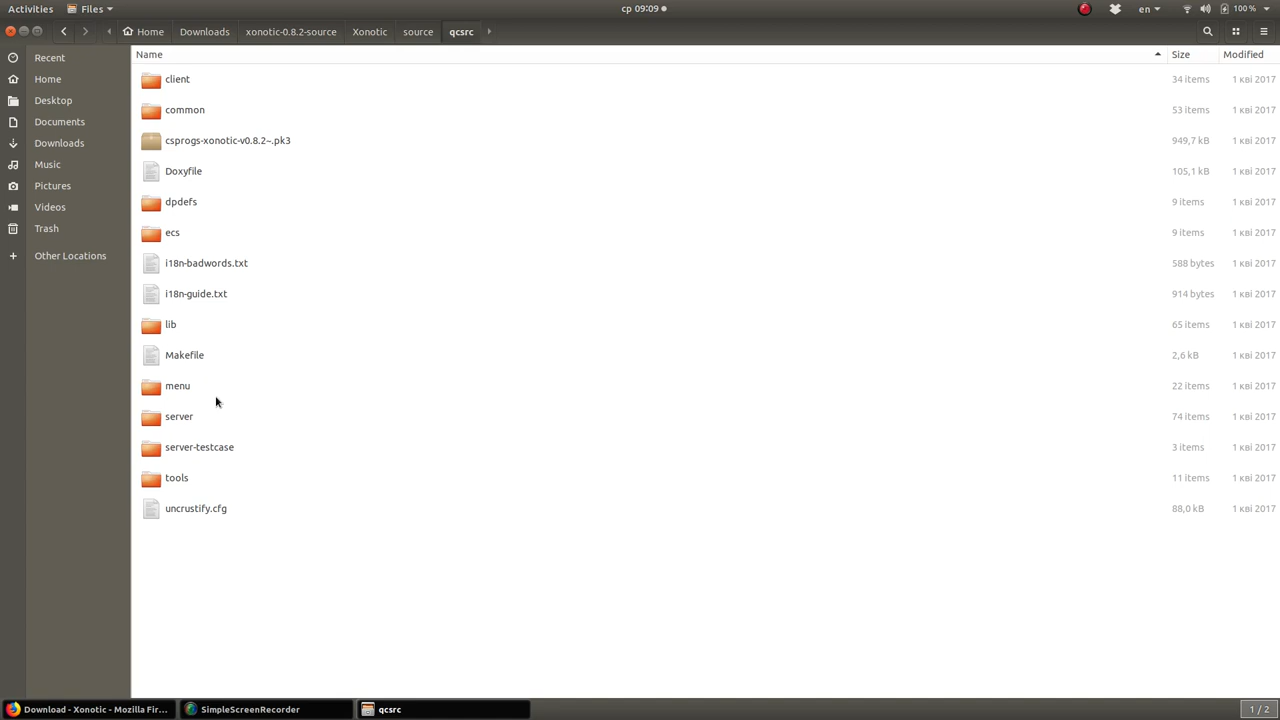 Activities Files ср 09:09 en 100%
Home Downloads xonotic-0.8.2-source Xonotic source qcsrc
Recent
Home
Desktop
Documents
Downloads
Music
Pictures
Videos
Trash
Other Locations
Name Size Modified
client 34 items 1 кві 2017
common 53 items 1 кві 2017
csprogs-xonotic-v0.8.2~.pk3 949,7 kB 1 кві 2017
Doxyfile 105,1 kB 1 кві 2017
dpdefs 9 items 1 кві 2017
ecs 9 items 1 кві 2017
i18n-badwords.txt 588 bytes 1 кві 2017
i18n-guide.txt 914 bytes 1 кві 2017
lib 65 items 1 кві 2017
Makefile 2,6 kB 1 кві 2017
menu 22 items 1 кві 2017
server 74 items 1 кві 2017
server-testcase 3 items 1 кві 2017
tools 11 items 1 кві 2017
uncrustify.cfg 88,0 kB 1 кві 2017
Download - Xonotic - Mozilla Fir... SimpleScreenRecorder qcsrc 1 / 2